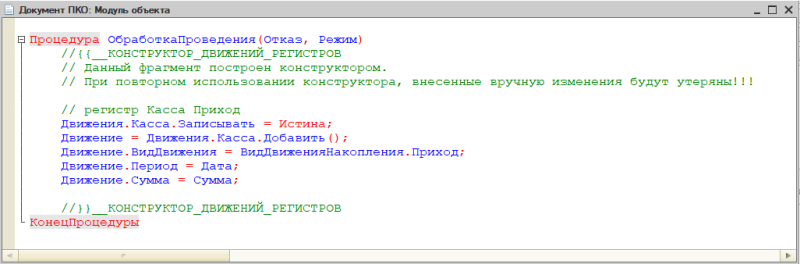 Документ ПКО: Модуль объекта
Процедура ОбработкаПроведения(Отказ, Режим)
//{{__КОНСТРУКТОР_ДВИЖЕНИЙ_РЕГИСТРОВ
// Данный фрагмент построен конструктором.
// При повторном использовании конструктора, внесенные вручную изменения будут утеряны!!!
// регистр Касса Приход
Движения.Касса.Записывать = Истина;
Движение = Движения.Касса.Добавить();
Движение.ВидДвижения = ВидДвиженияНакопления.Приход;
Движение.Период = Дата;
Движение.Сумма = Сумма;
//}}__КОНСТРУКТОР_ДВИЖЕНИЙ_РЕГИСТРОВ
КонецПроцедуры